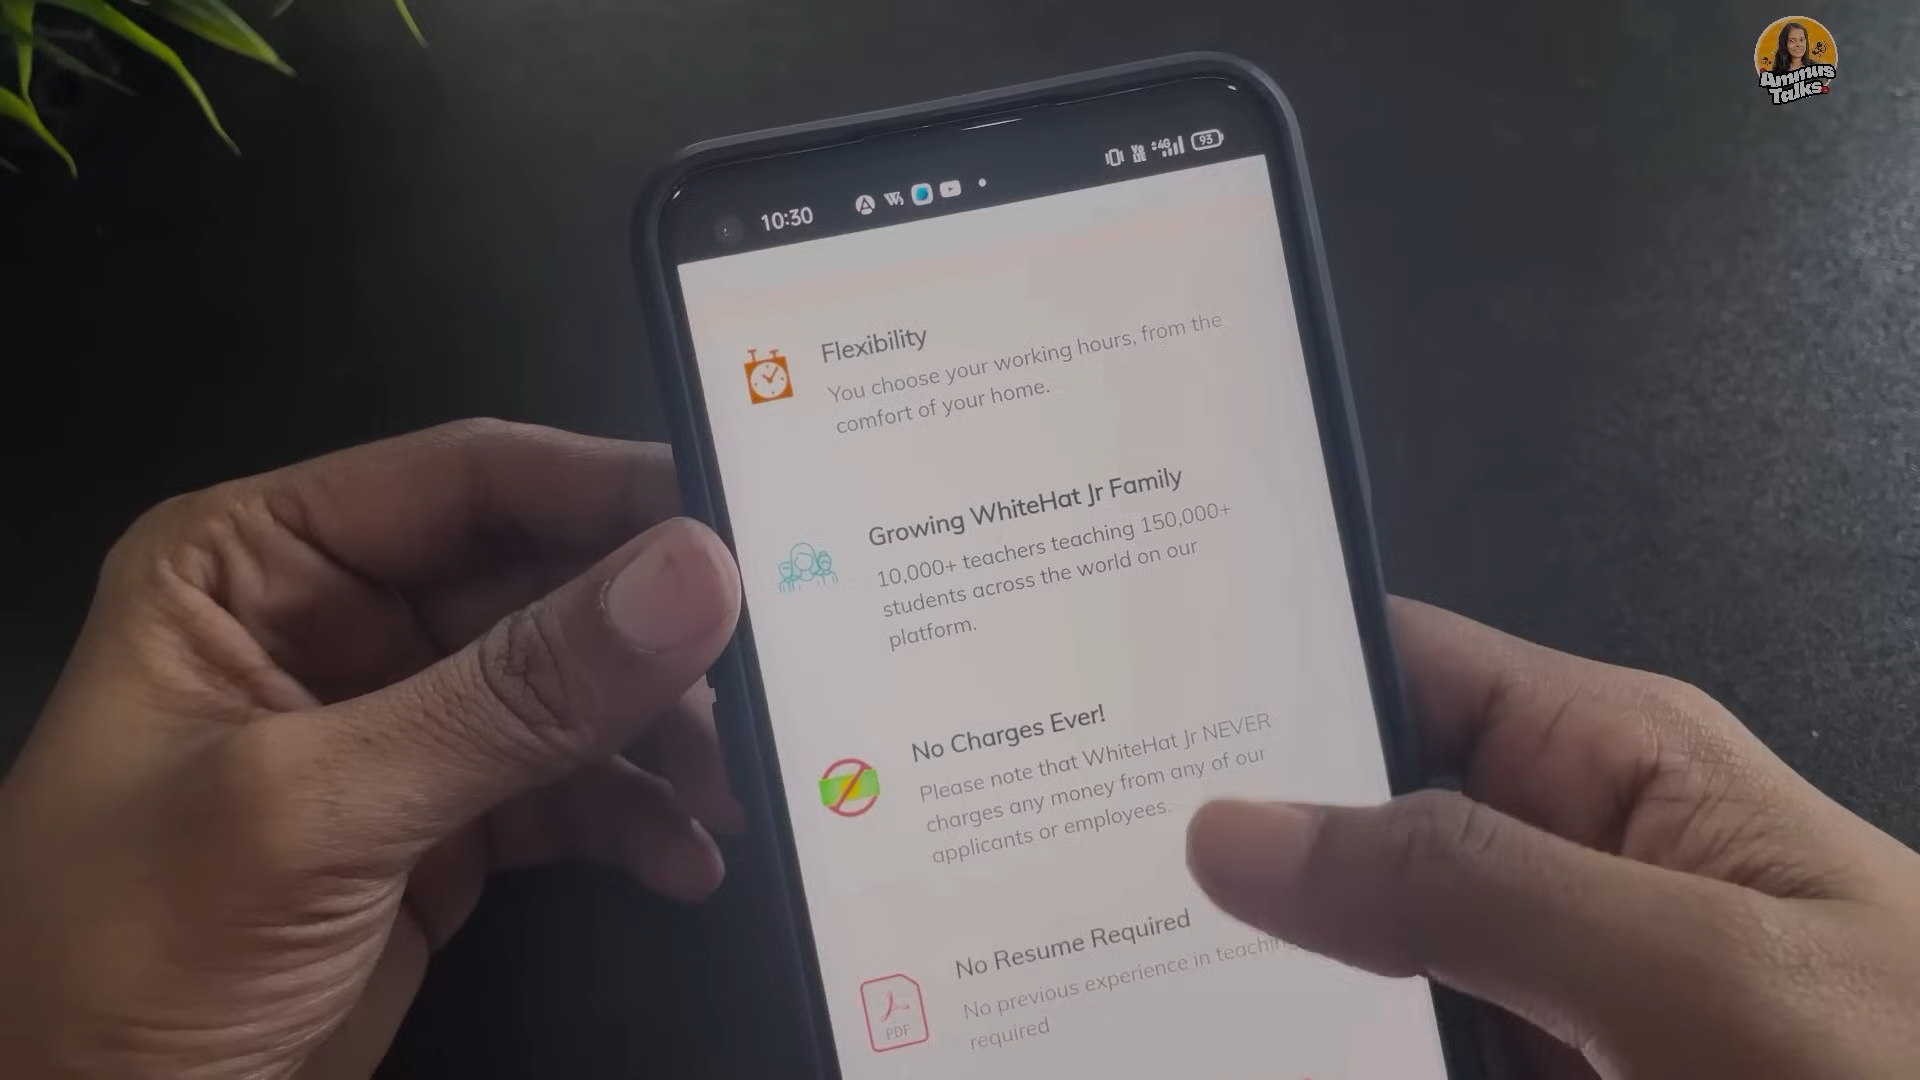 Ammus
Talks
10:30
4G
93
Flexibility
You choose your working hours, from the
comfort of your home.
Growing WhiteHat Jr Family
10,000+ teachers teaching 150,000+
students across the world on our
platform.
No Charges Ever!
Please note that WhiteHat Jr NEVER
charges any money from any of our
applicants or employees.
No Resume Required
No previous experience in teaching
required
PDF